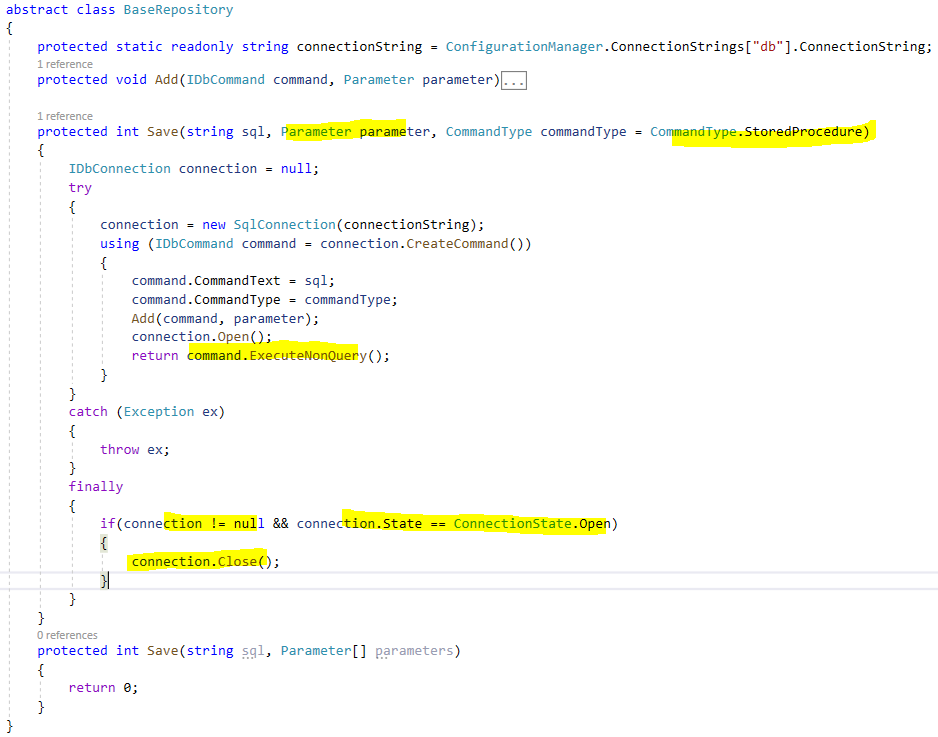 abstract class BaseRepository
{
protected static readonly string connectionString = ConfigurationManager.ConnectionStrings["db"].ConnectionString;
1 reference
protected void Add(IDbCommand command, Parameter parameter)...
1 reference
protected int Save(string sql, Parameter parameter, CommandType commandType = CommandType.StoredProcedure)
{
IDbConnection connection = null;
try
{
connection = new SqlConnection(connectionString);
using (IDbCommand command = connection.CreateCommand())
{
command.CommandText = sql;
command.CommandType = commandType;
Add(command, parameter);
connection.Open();
return command.ExecuteNonQuery();
}
}
catch (Exception ex)
{
throw ex;
}
finally
{
if(connection != null && connection.State == ConnectionState.Open)
{
connection.Close();
}
}
}
0 references
protected int Save(string sql, Parameter[] parameters)
{
return 0;
}
}